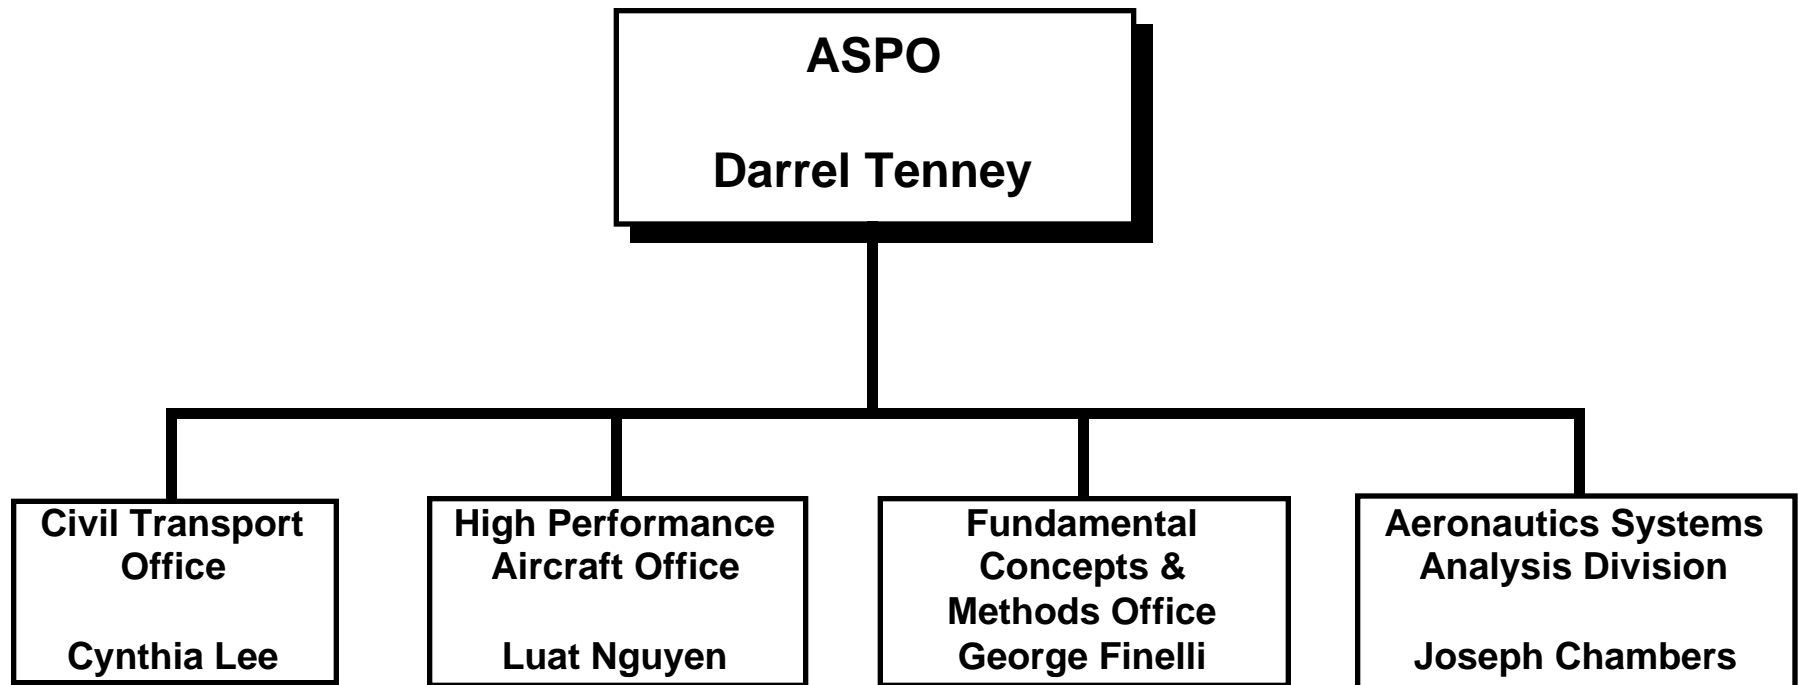 ASPO
Darrel Tenney
Civil Transport
Office
Cynthia Lee
High Performance
Aircraft Office
Luat Nguyen
Fundamental
Concepts &
Methods Office
George Finelli
Aeronautics Systems
Analysis Division
Joseph Chambers